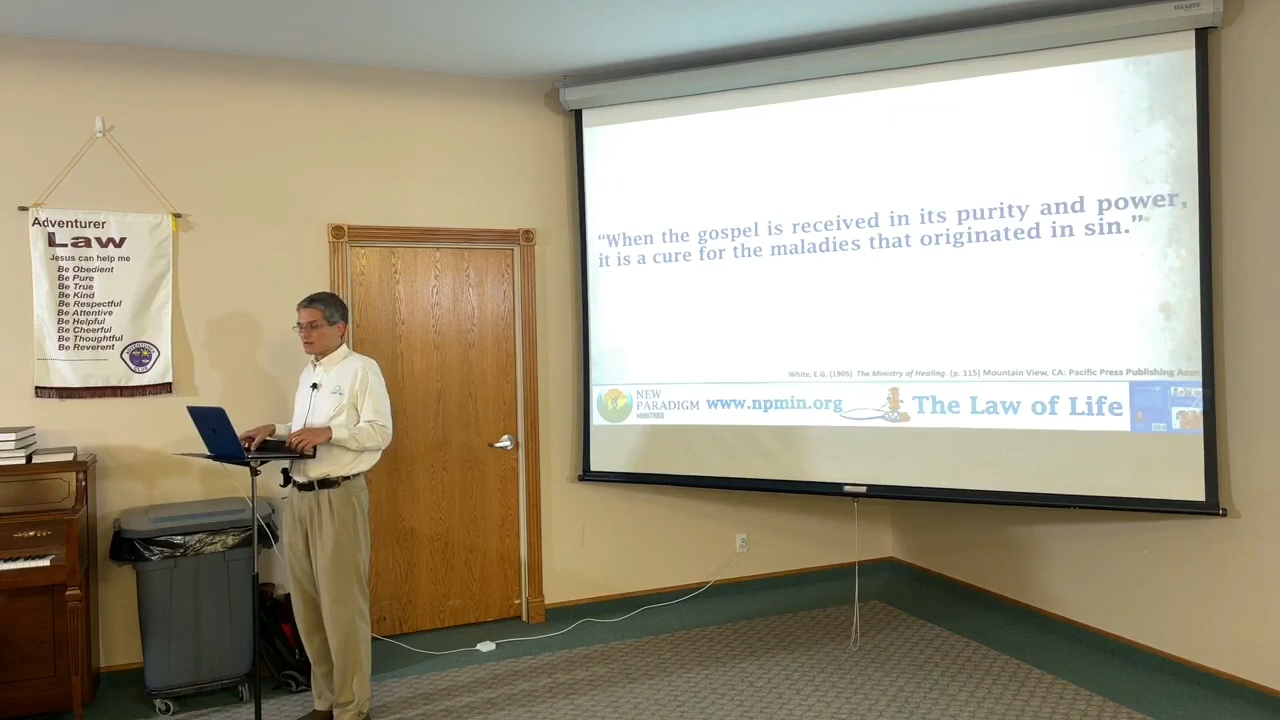 Adventurer
Law
Jesus can help me
Be Obedient
Be Pure
Be True
Be Kind
Be Respectful
Be Attentive
Be Helpful
Be Cheerful
Be Thoughtful
Be Reverent
ADVENTURER
CLUB
“When the gospel is received in its purity and power,
it is a cure for the maladies that originated in sin.”
White, E.G. (1905) The Ministry of Healing. (p. 115) Mountain View, CA: Pacific Press Publishing Assn
NEW
PARADIGM
MINISTRIES
www.npmin.org
The Law of Life